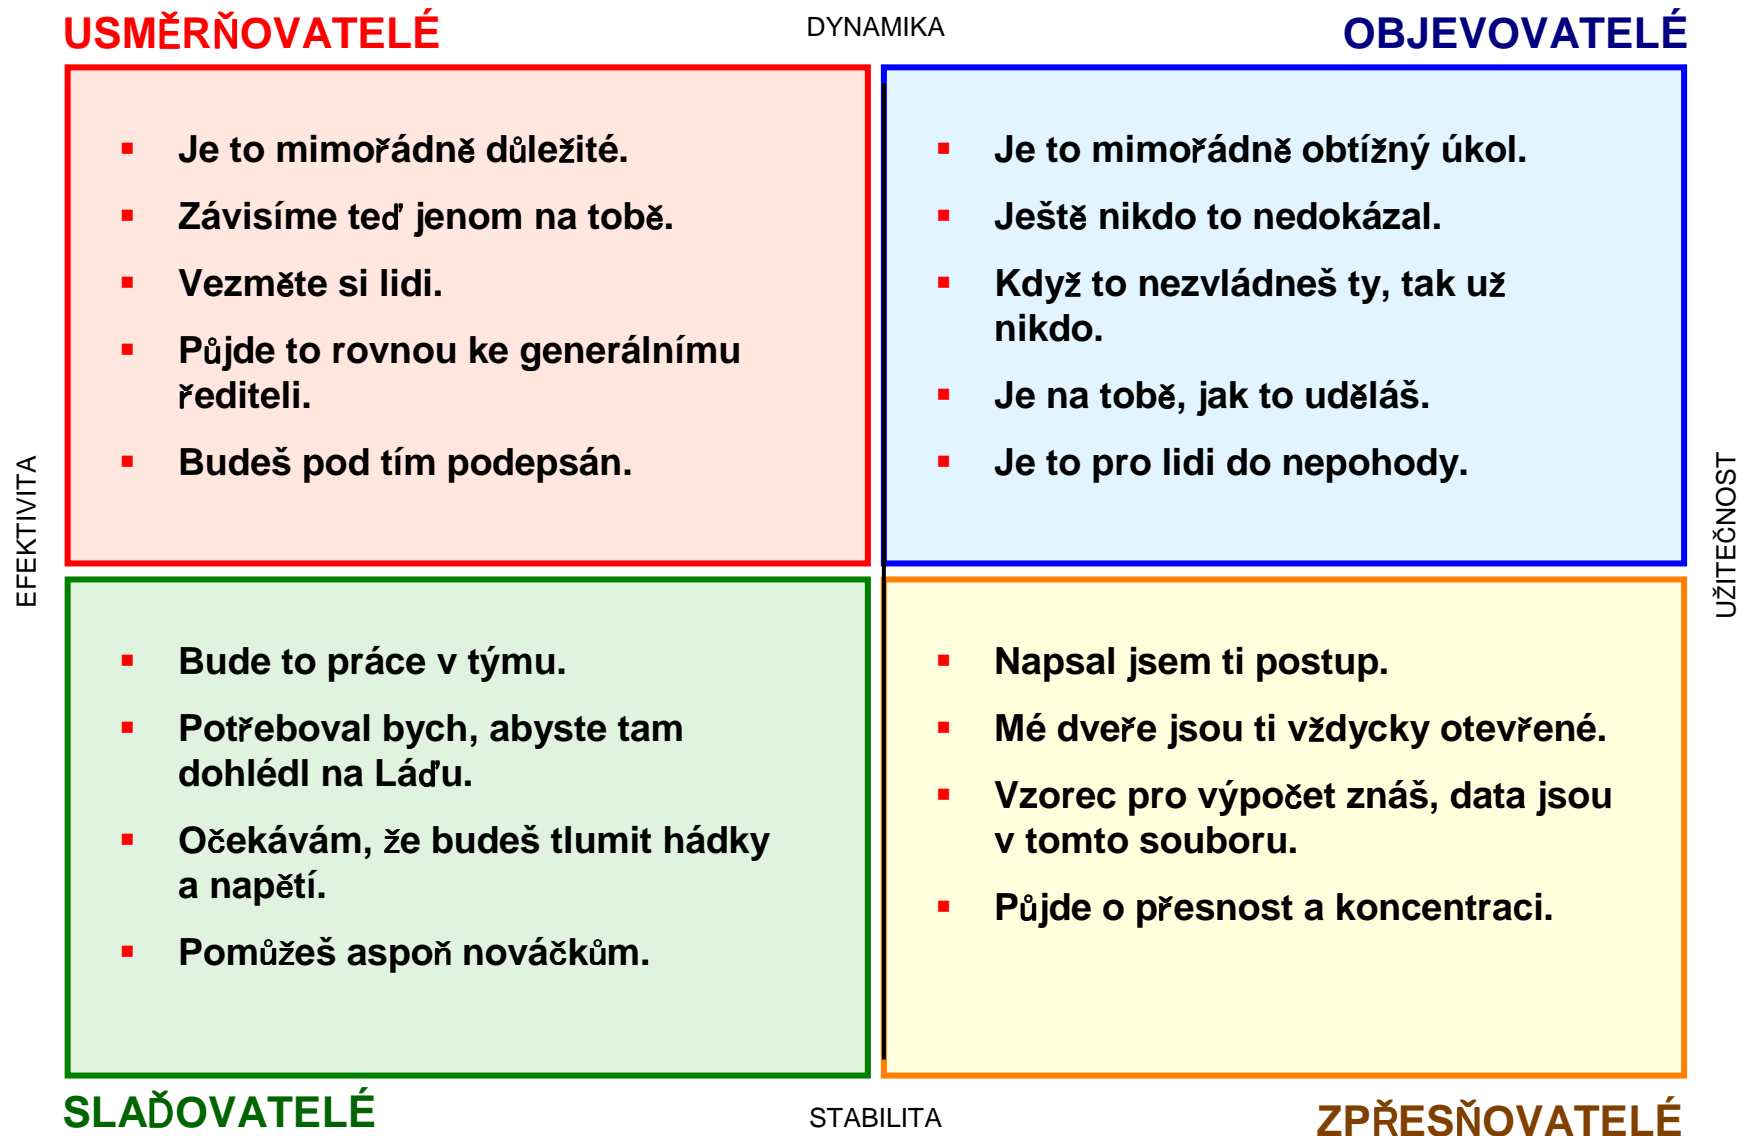 USMĚRŇOVATELÉ
DYNAMIKA
OBJEVOVATELÉ
Je to mimořádně důležité.
Závisíme teď jenom na tobě.
Vezměte si lidi.
Půjde to rovnou ke generálnímu
řediteli.
Budeš pod tím podepsán.
Je to mimořádně obtížný úkol.
Ještě nikdo to nedokázal.
Když to nezvládneš ty, tak už
nikdo.
Je na tobě, jak to uděláš.
Je to pro lidi do nepohody.
EFEKTIVITA
UŽITEČNOST
Bude to práce v týmu.
Potřeboval bych, abyste tam
dohlédl na Láďu.
Očekávám, že budeš tlumit hádky
a napětí.
Pomůžeš aspoň nováčkům.
Napsal jsem ti postup.
Mé dveře jsou ti vždycky otevřené.
Vzorec pro výpočet znáš, data jsou
v tomto souboru.
Půjde o přesnost a koncentraci.
SLAĎOVATELÉ
STABILITA
ZPŘESŇOVATELÉ